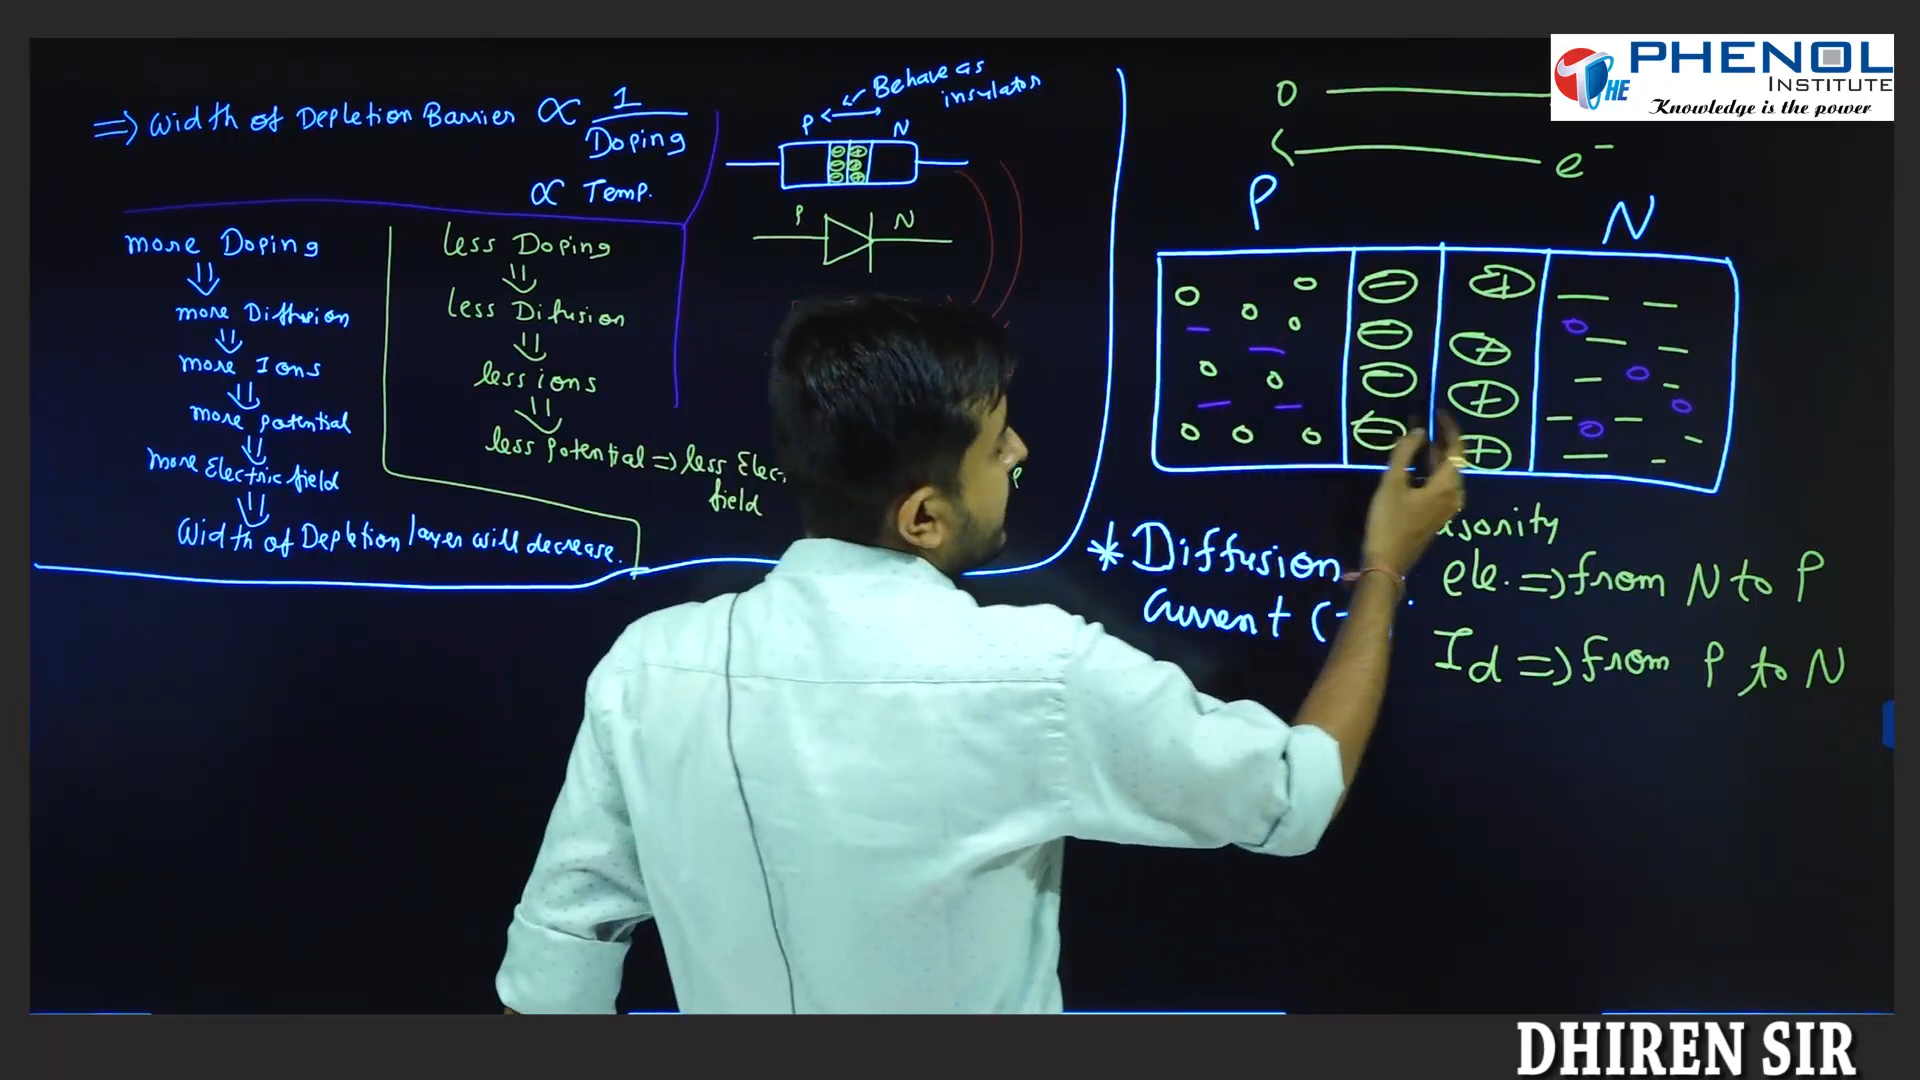 THE PHENOL
INSTITUTE
Knowledge is the power
=> Width of Depletion Barrier ∝ 1/Doping
∝ Temp.
more Doping
⇓
more Diffusion
⇓
more Ions
⇓
more potential
⇓
More Electric field
⇓
Width of Depletion layer will decrease.
less Doping
⇓
less Difusion
⇓
less ions
⇓
less Potential => less Elec
field
Behave as
insulator
P N
P N
O
e⁻
P N
* Diffusion
Current (
ele. => from N to P
Id => from P to N
DHIREN SIR